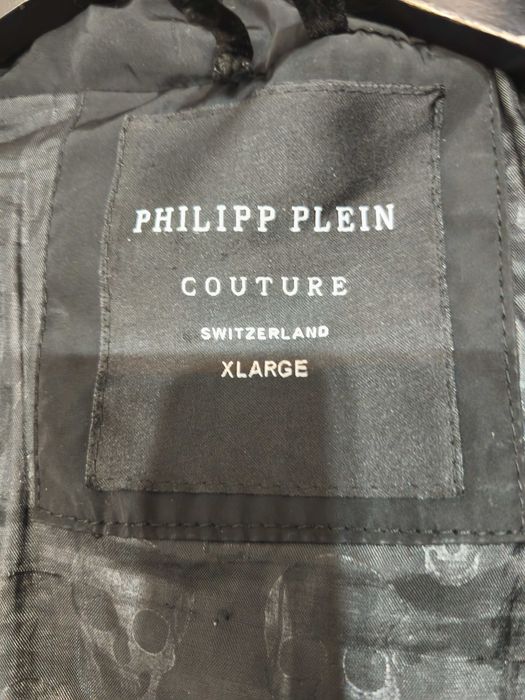 PHILIPP PLEIN
COUTURE
SWITZERLAND
XLARGE